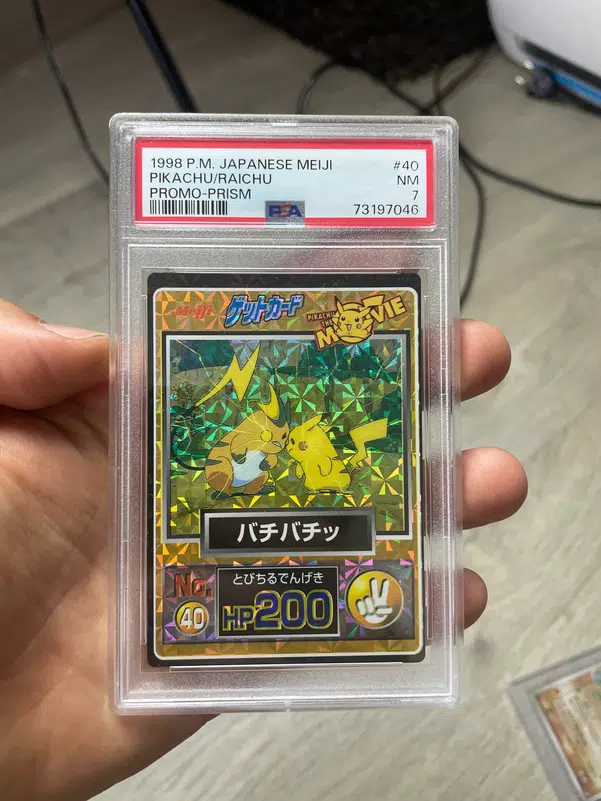 1998 P.M. JAPANESE MEIJI #40
PIKACHU/RAICHU NM
PROMO-PRISM 7
PSA 73197046
Meiji ゲットカード PIKACHU THE MOVIE
バチバチッ
No. とびちるでんげき
40 HP200